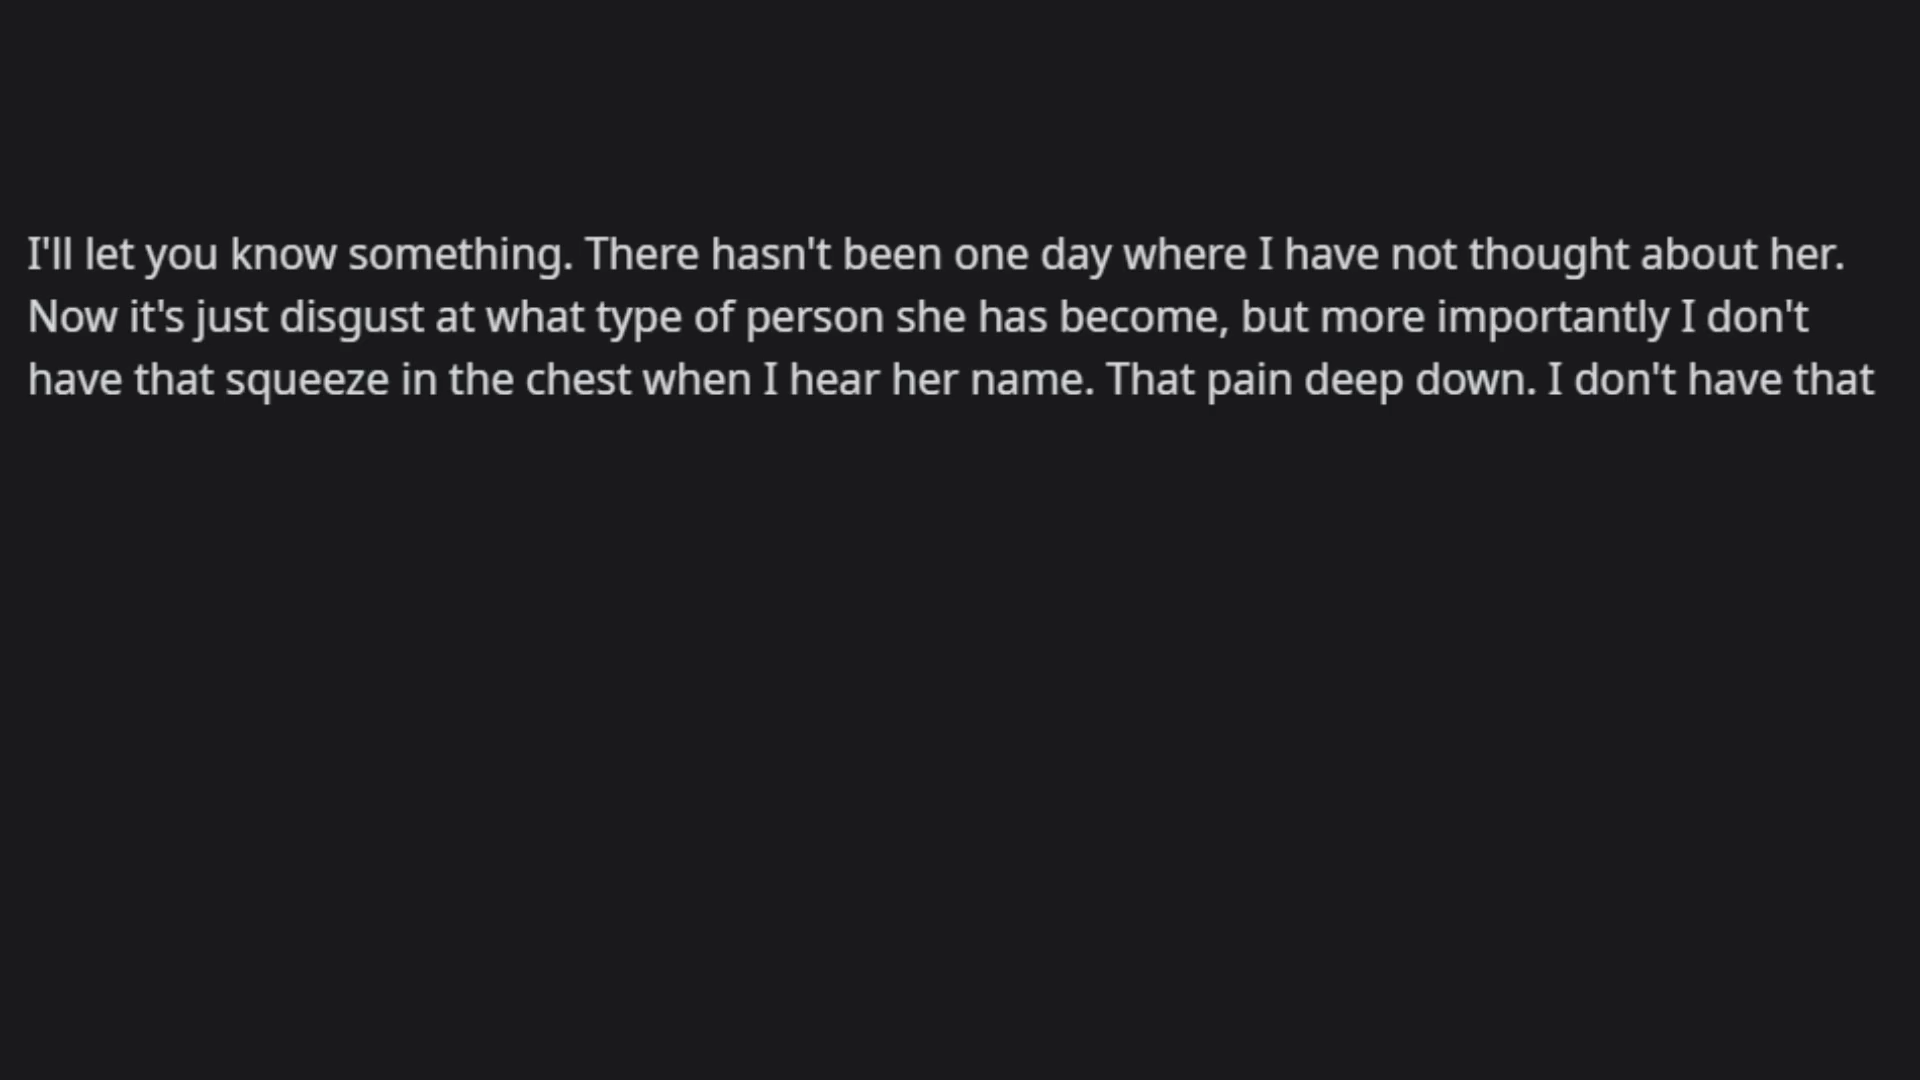 I'll let you know something. There hasn't been one day where I have not thought about her.
Now it's just disgust at what type of person she has become, but more importantly I don't
have that squeeze in the chest when I hear her name. That pain deep down. I don't have that